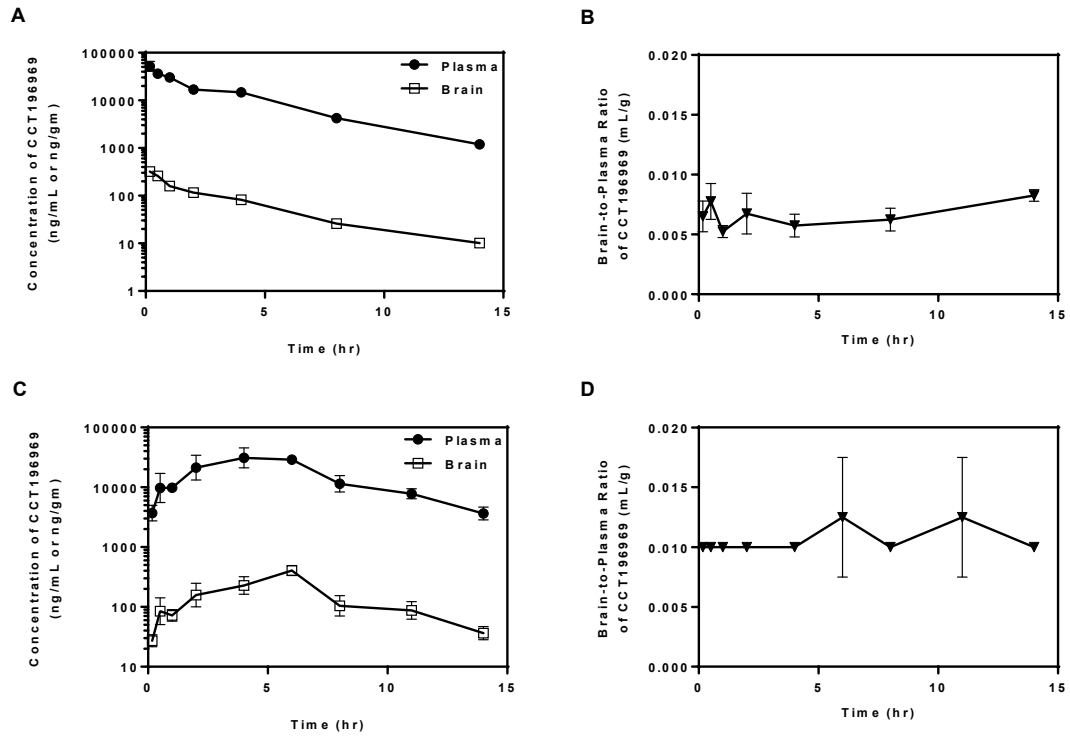 A
Concentration of CCT196969
(ng/mL or ng/gm)
100000
10000
1000
100
10
1
Plasma
Brain
0
5
10
15
Time (hr)
B
Brain-to-Plasma Ratio
of CCT196969 (mL/g)
0.020
0.015
0.010
0.005
0.000
0
5
10
15
Time (hr)
C
Concentration of CCT196969
(ng/mL or ng/gm)
100000
10000
1000
100
10
Plasma
Brain
0
5
10
15
Time (hr)
D
Brain-to-Plasma Ratio
of CCT196969 (mL/g)
0.020
0.015
0.010
0.005
0.000
0
5
10
15
Time (hr)